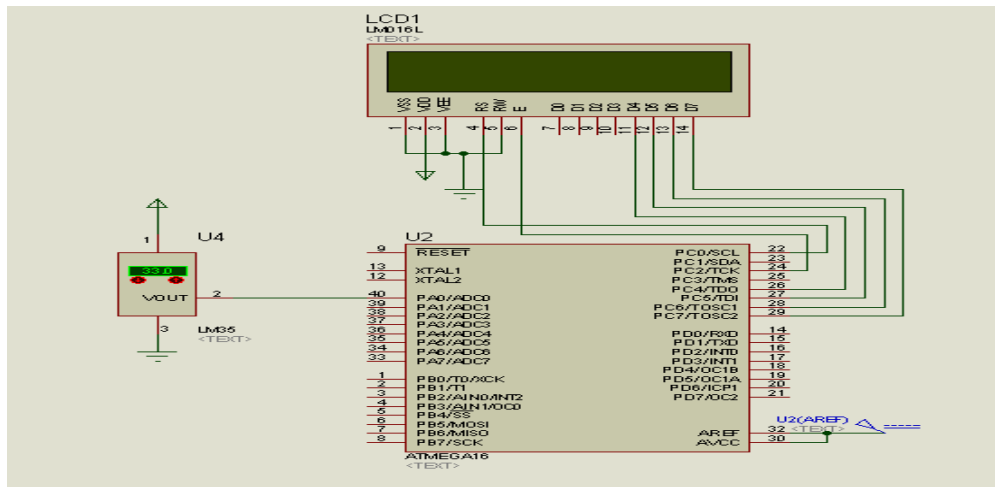 LCD1
LM016L
<TEXT>
VSS VDD VEE RS RW E D0 D1 D2 D3 D4 D5 D6 D7
1 2 3 4 5 6 7 8 9 10 11 12 13 14
U4
1
33.0
VOUT
2
3
LM35
<TEXT>
U2
9 RESET PC0/SCL 22
PC1/SDA 23
13 XTAL1 PC2/TCK 24
12 XTAL2 PC3/TMS 25
PC4/TDO 26
40 PA0/ADC0 PC5/TDI 27
39 PA1/ADC1 PC6/TOSC1 28
38 PA2/ADC2 PC7/TOSC2 29
37 PA3/ADC3
36 PA4/ADC4 PD0/RXD 14
35 PA5/ADC5 PD1/TXD 15
34 PA6/ADC6 PD2/INT0 16
33 PA7/ADC7 PD3/INT1 17
PD4/OC1B 18
1 PB0/T0/XCK PD5/OC1A 19
2 PB1/T1 PD6/ICP1 20
3 PB2/AIN0/INT2 PD7/OC2 21
4 PB3/AIN1/OC0
5 PB4/SS
6 PB5/MOSI
7 PB6/MISO AREF 32
8 PB7/SCK AVCC 30
U2(AREF)
<TEXT>
ATMEGA16
<TEXT>